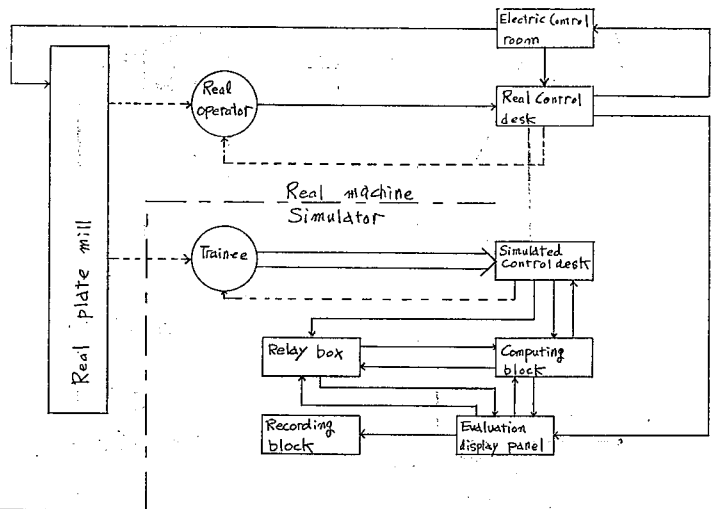 Electric Control
room
Real
operator
Real Control
desk
Real machine
Simulator
Real plate mill
Trainee
Simulated
Control desk
Relay box
Computing
block
Recording
block
Evaluation
display panel